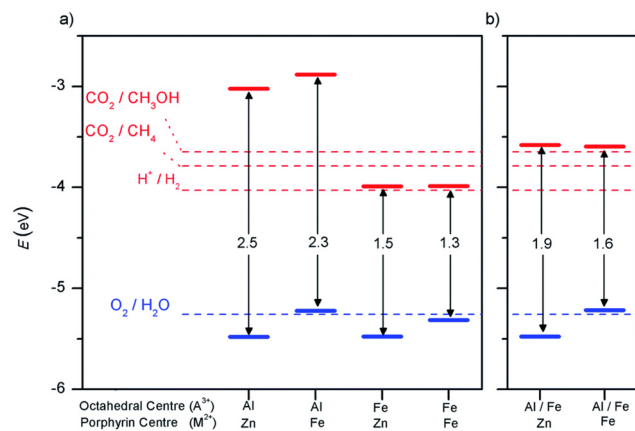 a)
b)
E (eV)
-3
-4
-5
-6
CO₂ / CH₃OH
CO₂ / CH₄
H⁺ / H₂
O₂ / H₂O
2.5
2.3
1.5
1.3
1.9
1.6
Octahedral Centre (A³⁺) Al Al Fe Fe Al / Fe Al / Fe
Porphyrin Centre (M²⁺) Zn Fe Zn Fe Zn Fe